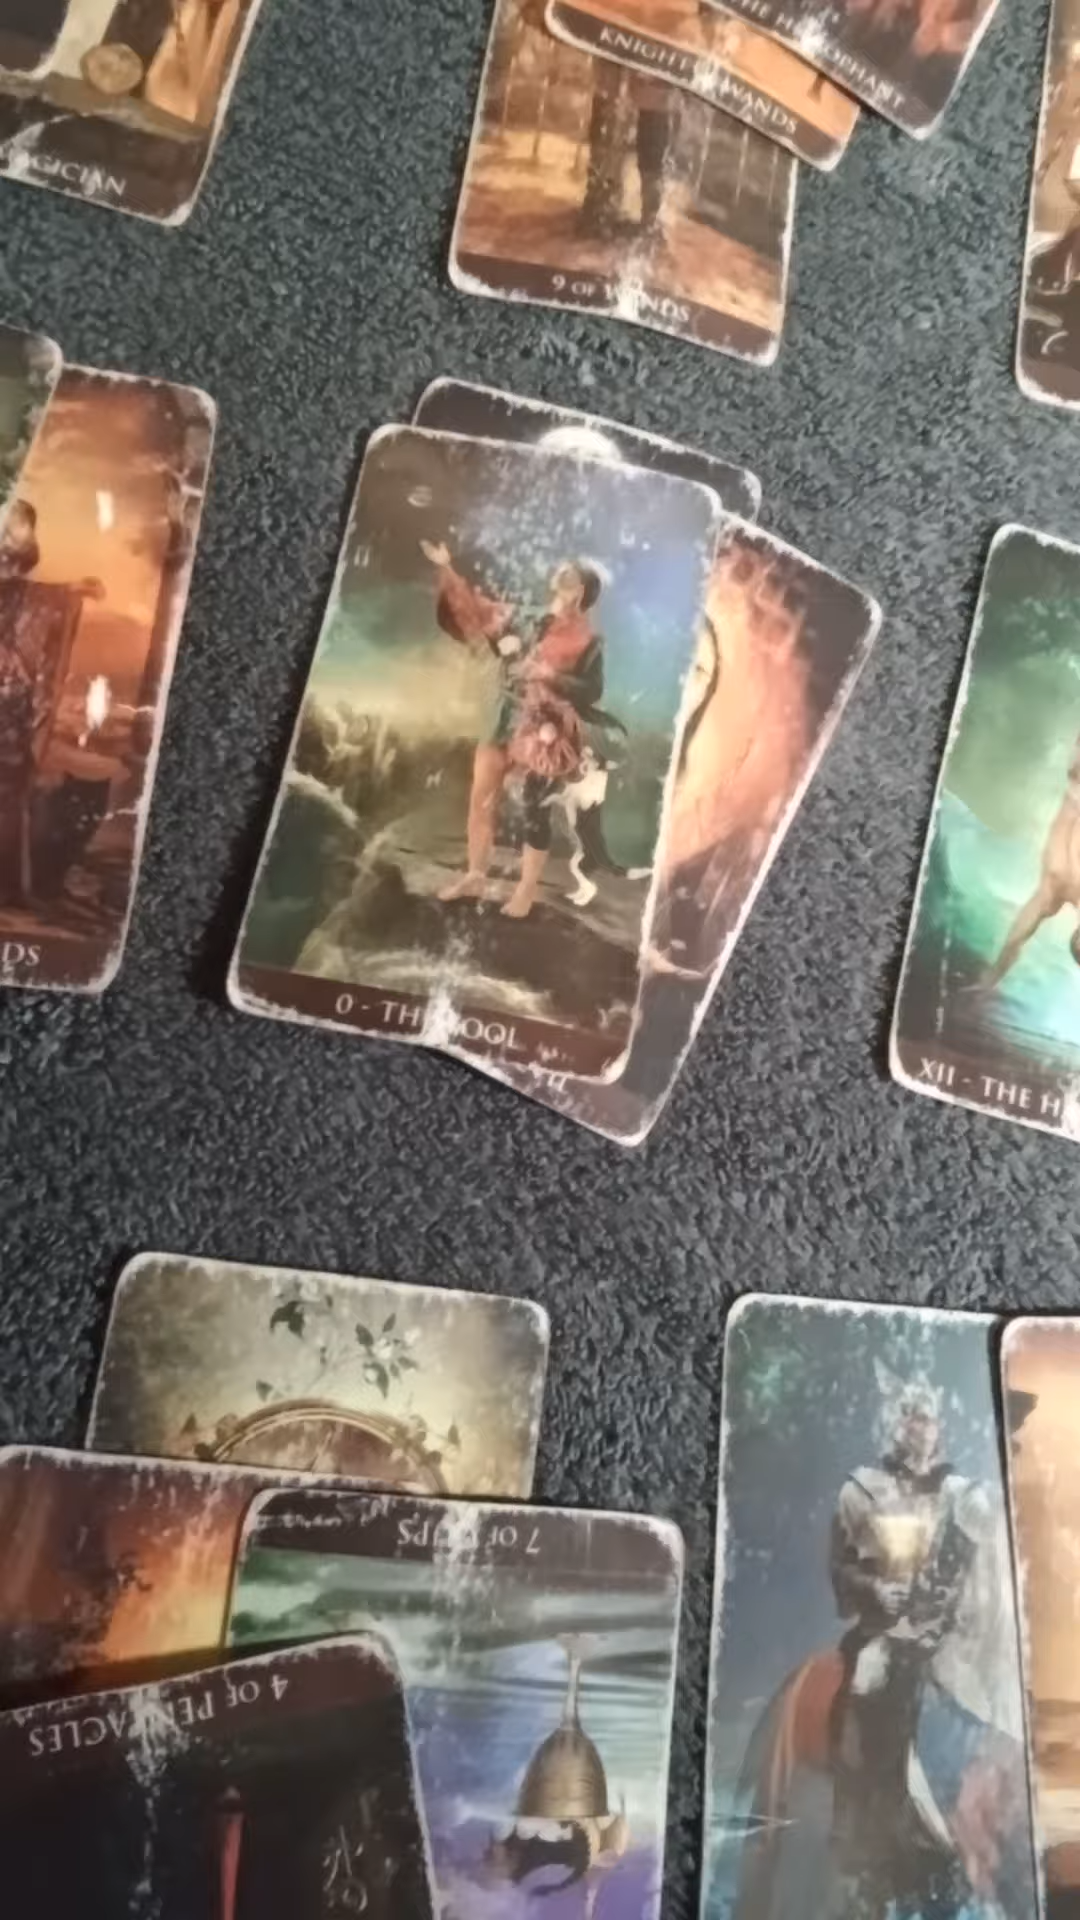 THE HIEROPHANT
KNIGHT OF WANDS
MAGICIAN
9 OF WANDS
DS
0 - THE FOOL
XII - THE H
7 OF CUPS
4 OF PENTACLES